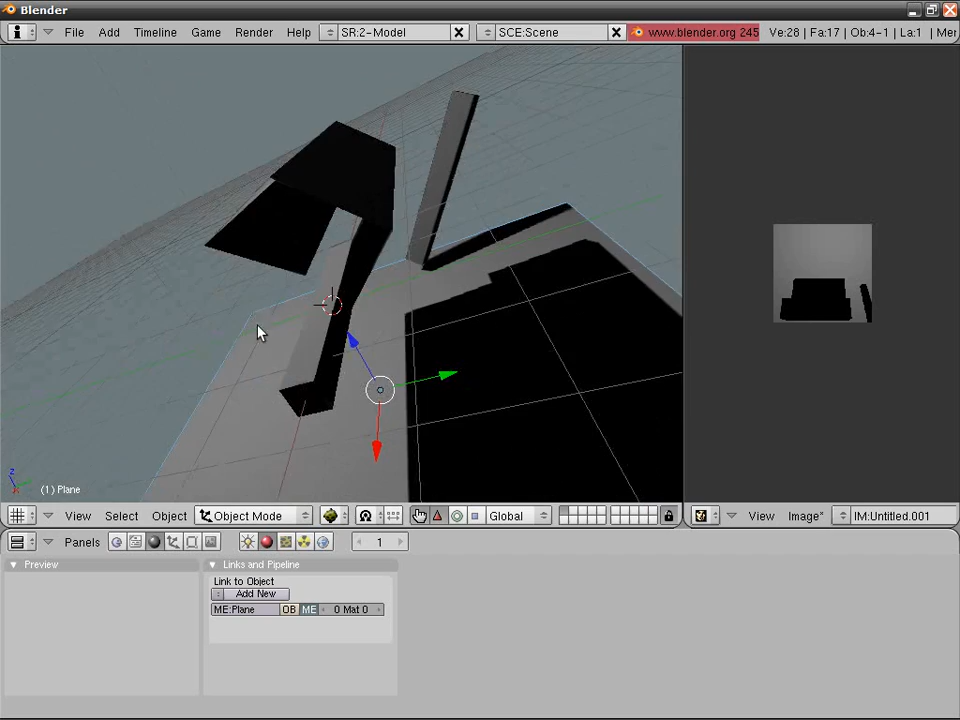 Blender
File Add Timeline Game Render Help SR:2-Model SCE:Scene www.blender.org 245 Ve:28 | Fa:17 | Ob:4-1 | La:1 | Mer
2
(1) Plane
View Select Object Object Mode Global View Image* IM:Untitled.001
Panels 1
Preview Links and Pipeline
Link to Object
Add New
ME:Plane OB ME 0 Mat 0